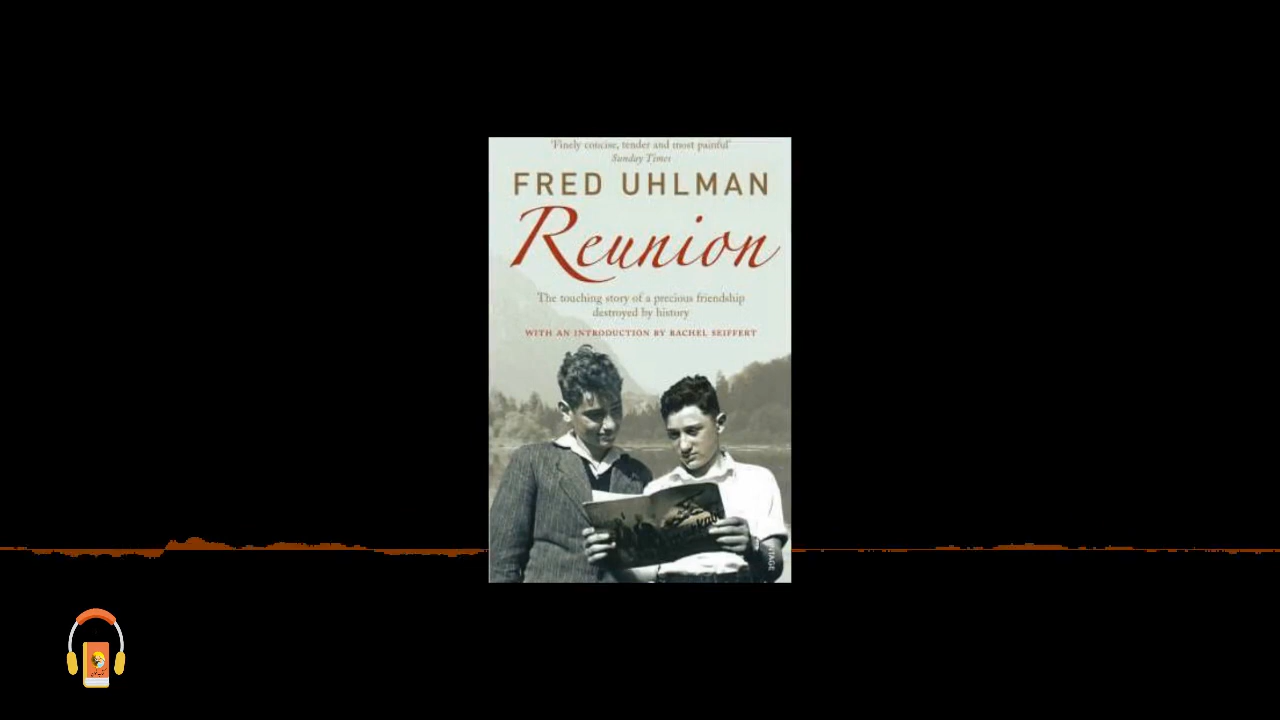 'Finely concise, tender and most painful'
Sunday Times
FRED UHLMAN
Reunion
The touching story of a precious friendship
destroyed by history
WITH AN INTRODUCTION BY RACHEL SEIFFERT